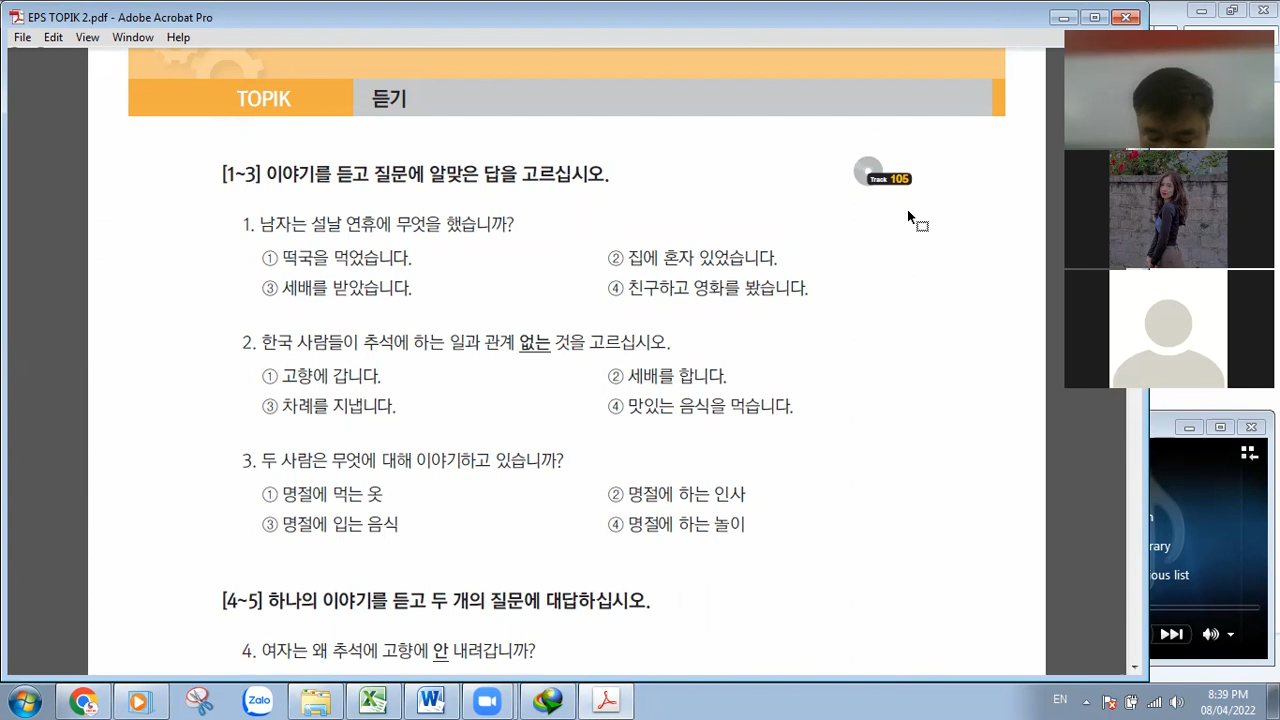 EPS TOPIK 2.pdf - Adobe Acrobat Pro
File Edit View Window Help
TOPIK 듣기
[1~3] 이야기를 듣고 질문에 알맞은 답을 고르십시오.
Track 105
1. 남자는 설날 연휴에 무엇을 했습니까?
① 떡국을 먹었습니다. ② 집에 혼자 있었습니다.
③ 세배를 받았습니다. ④ 친구하고 영화를 봤습니다.
2. 한국 사람들이 추석에 하는 일과 관계 없는 것을 고르십시오.
① 고향에 갑니다. ② 세배를 합니다.
③ 차례를 지냅니다. ④ 맛있는 음식을 먹습니다.
3. 두 사람은 무엇에 대해 이야기하고 있습니까?
① 명절에 먹는 옷 ② 명절에 하는 인사
③ 명절에 입는 음식 ④ 명절에 하는 놀이
[4~5] 하나의 이야기를 듣고 두 개의 질문에 대답하십시오.
4. 여자는 왜 추석에 고향에 안 내려갑니까?
n
rary
ious list
Zalo
EN
8:39 PM
08/04/2022